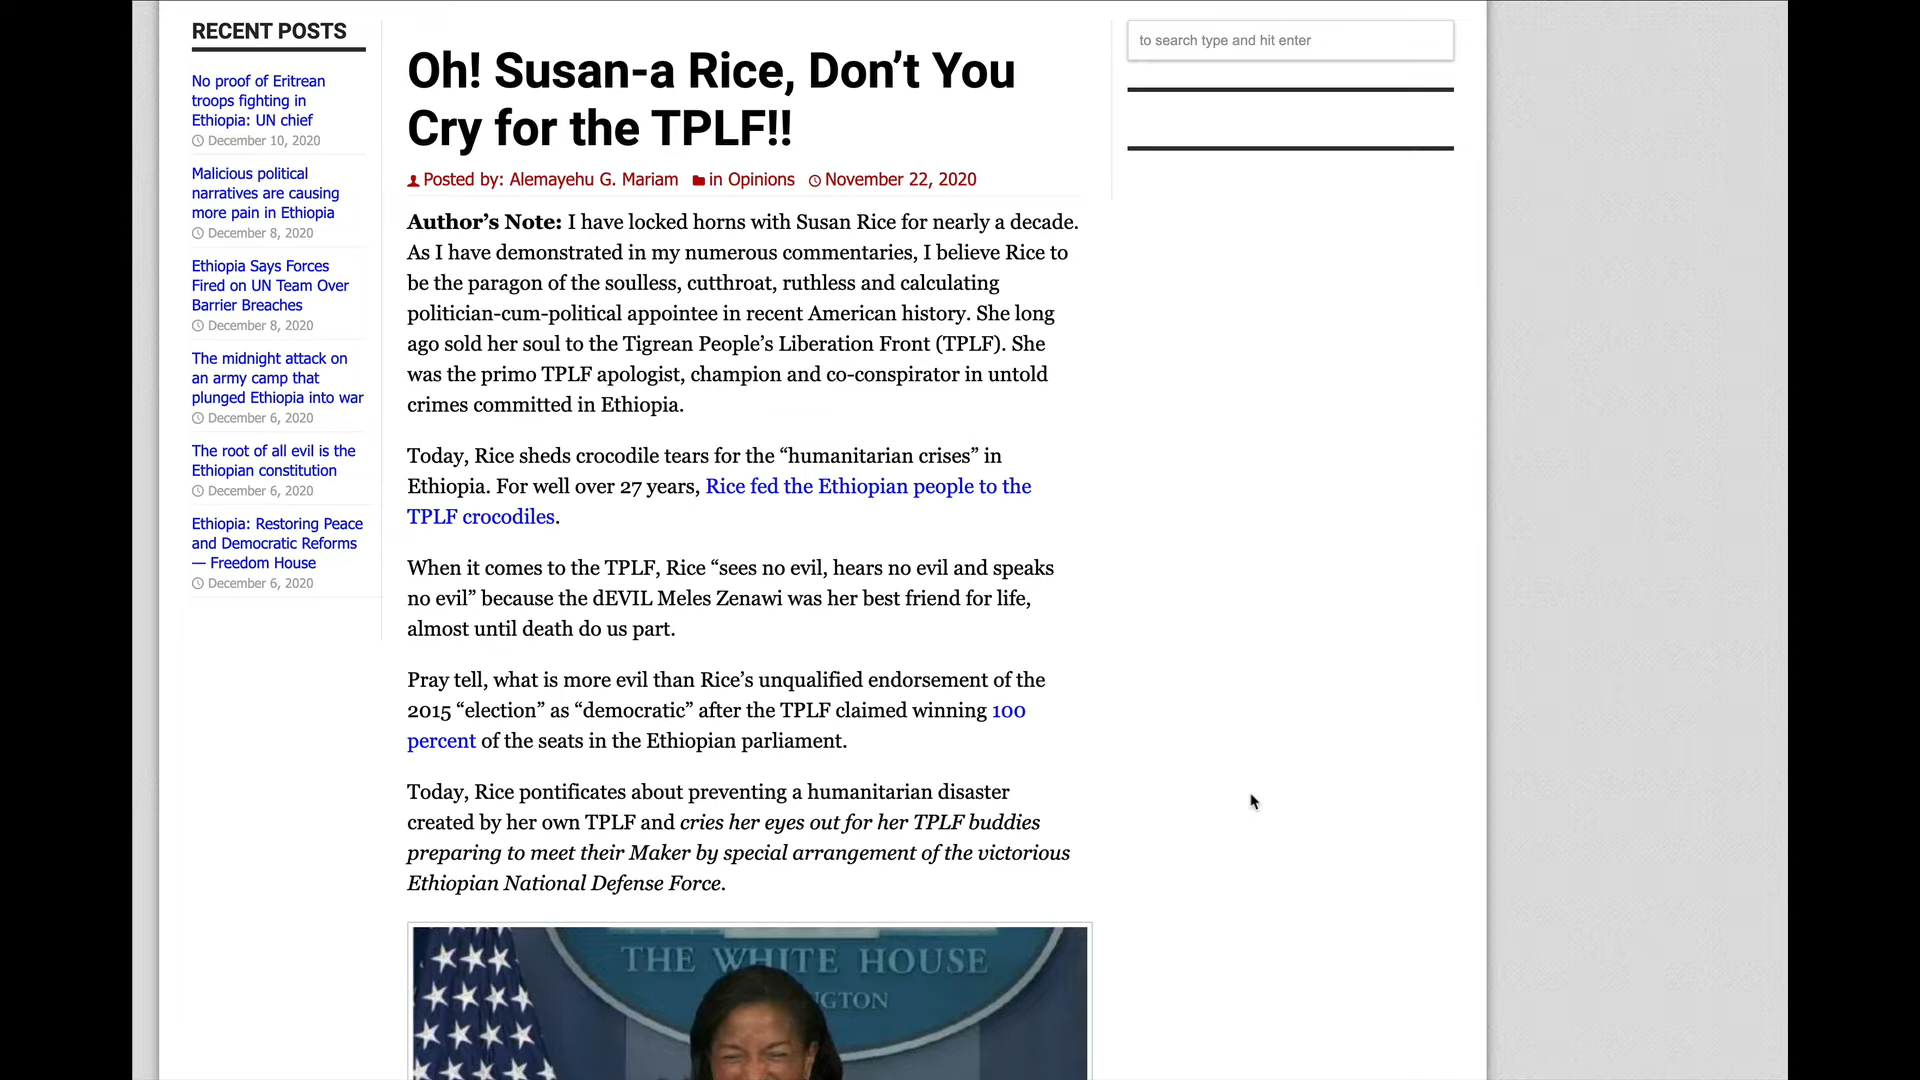 RECENT POSTS
No proof of Eritrean
troops fighting in
Ethiopia: UN chief
December 10, 2020
Malicious political
narratives are causing
more pain in Ethiopia
December 8, 2020
Ethiopia Says Forces
Fired on UN Team Over
Barrier Breaches
December 8, 2020
The midnight attack on
an army camp that
plunged Ethiopia into war
December 6, 2020
The root of all evil is the
Ethiopian constitution
December 6, 2020
Ethiopia: Restoring Peace
and Democratic Reforms
— Freedom House
December 6, 2020
Oh! Susan-a Rice, Don’t You
Cry for the TPLF!!
Posted by: Alemayehu G. Mariam in Opinions November 22, 2020
Author’s Note: I have locked horns with Susan Rice for nearly a decade.
As I have demonstrated in my numerous commentaries, I believe Rice to
be the paragon of the soulless, cutthroat, ruthless and calculating
politician-cum-political appointee in recent American history. She long
ago sold her soul to the Tigrean People’s Liberation Front (TPLF). She
was the primo TPLF apologist, champion and co-conspirator in untold
crimes committed in Ethiopia.
Today, Rice sheds crocodile tears for the “humanitarian crises” in
Ethiopia. For well over 27 years, Rice fed the Ethiopian people to the
TPLF crocodiles.
When it comes to the TPLF, Rice “sees no evil, hears no evil and speaks
no evil” because the dEVIL Meles Zenawi was her best friend for life,
almost until death do us part.
Pray tell, what is more evil than Rice’s unqualified endorsement of the
2015 “election” as “democratic” after the TPLF claimed winning 100
percent of the seats in the Ethiopian parliament.
Today, Rice pontificates about preventing a humanitarian disaster
created by her own TPLF and cries her eyes out for her TPLF buddies
preparing to meet their Maker by special arrangement of the victorious
Ethiopian National Defense Force.
THE WHITE HOUSE
NGTON
to search type and hit enter